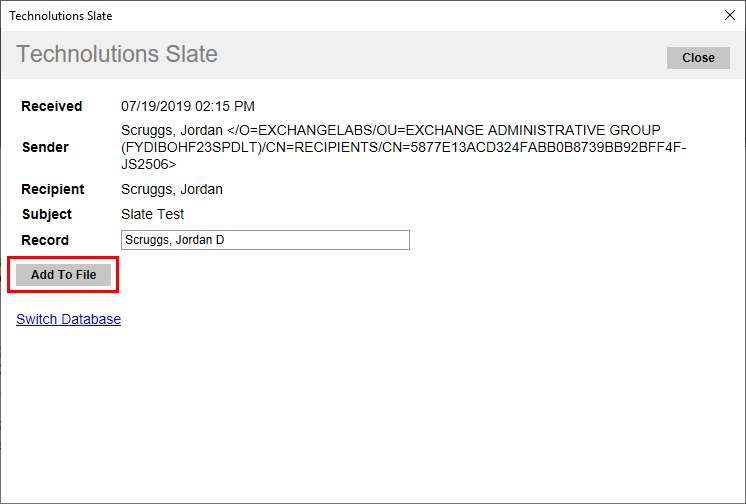 Technolutions Slate
Technolutions Slate
Close
Received 07/19/2019 02:15 PM
Scruggs, Jordan </O=EXCHANGELABS/OU=EXCHANGE ADMINISTRATIVE GROUP
Sender (FYDIBOHF23SPDLT)/CN=RECIPIENTS/CN=5877E13ACD324FABB0B8739BB92BFF4F-
JS2506>
Recipient Scruggs, Jordan
Subject Slate Test
Record Scruggs, Jordan D
Add To File
Switch Database